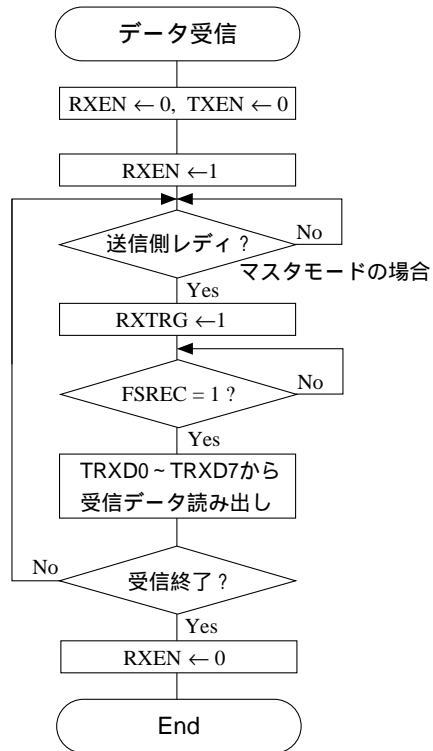 データ受信
RXEN ← 0, TXEN ← 0
RXEN ←1
送信側レディ?
No
マスタモードの場合
Yes
RXTRG ←1
FSREC = 1 ?
No
Yes
TRXD0 ~ TRXD7から
受信データ読み出し
No
受信終了?
Yes
RXEN ← 0
End